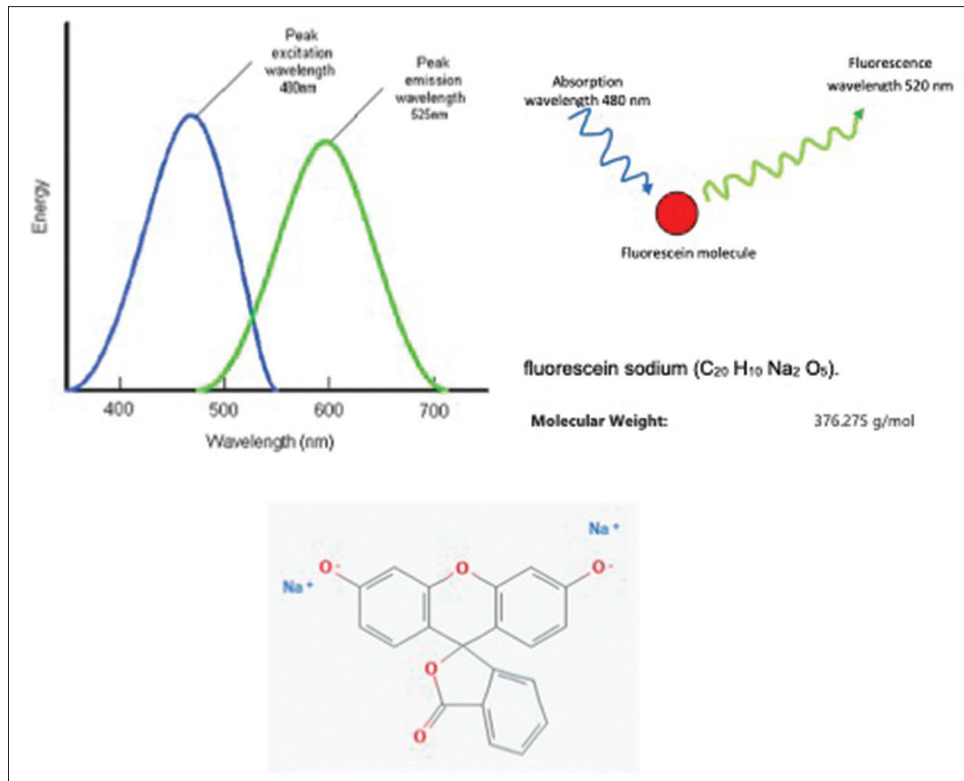 Peak
excitation
wavelength
480nm
Peak
emission
wavelength
525nm
Energy
400
500
600
700
Wavelength (nm)
Absorption
wavelength 480 nm
Fluorescence
wavelength 520 nm
Fluorescein molecule
fluorescein sodium (C₂₀ H₁₀ Na₂ O₅).
Molecular Weight: 376.275 g/mol
Na⁺
O⁻
O
O⁻
Na⁺
O
O